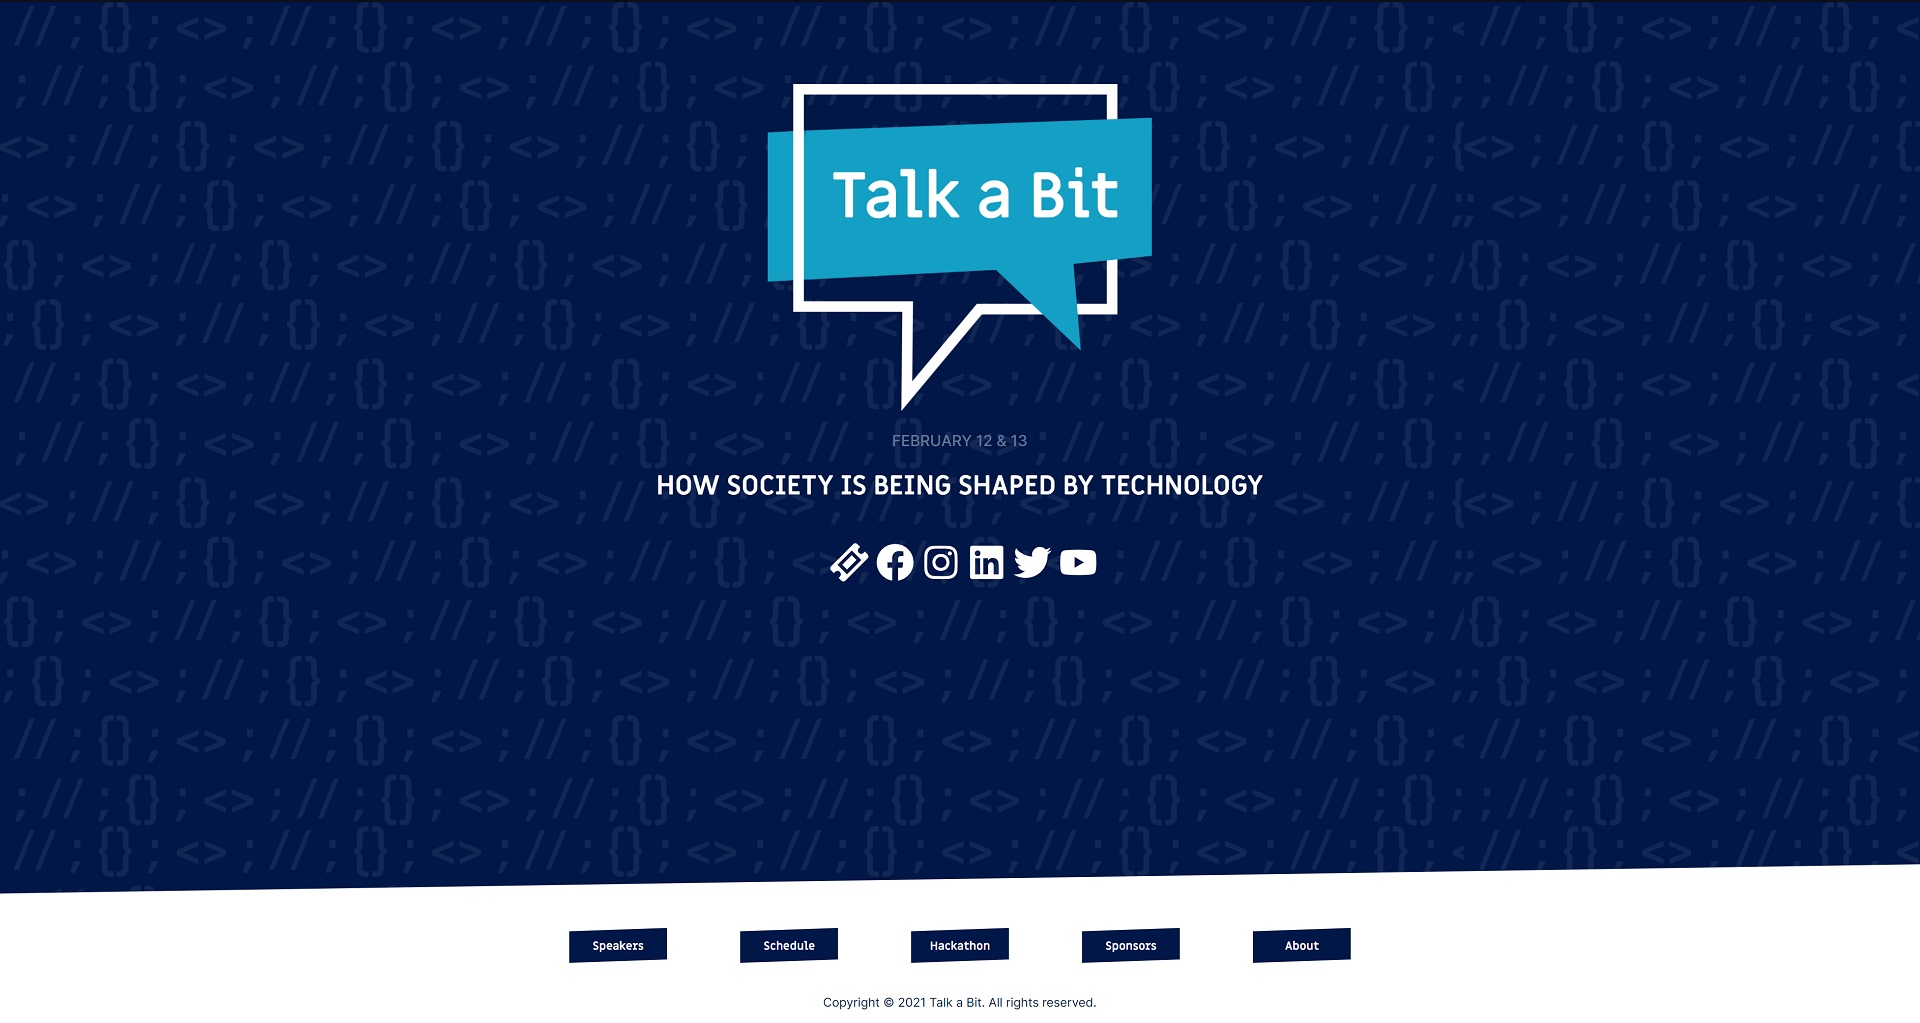 Talk a Bit
FEBRUARY 12 & 13
HOW SOCIETY IS BEING SHAPED BY TECHNOLOGY
Speakers
Schedule
Hackathon
Sponsors
About
Copyright © 2021 Talk a Bit. All rights reserved.